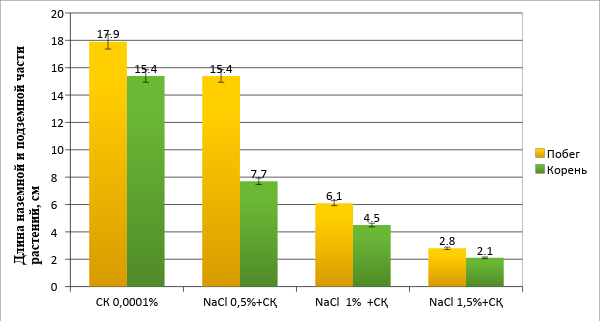 Длина наземной и подземной части
растений, см
20
18
16
14
12
10
8
6
4
2
0
17.9
15.4
15.4
7.7
6.1
4.5
2.8
2.1
СК 0,0001%
NaCl 0,5%+СҚ
NaCl 1% +СҚ
NaCl 1,5%+СҚ
Побег
Корень